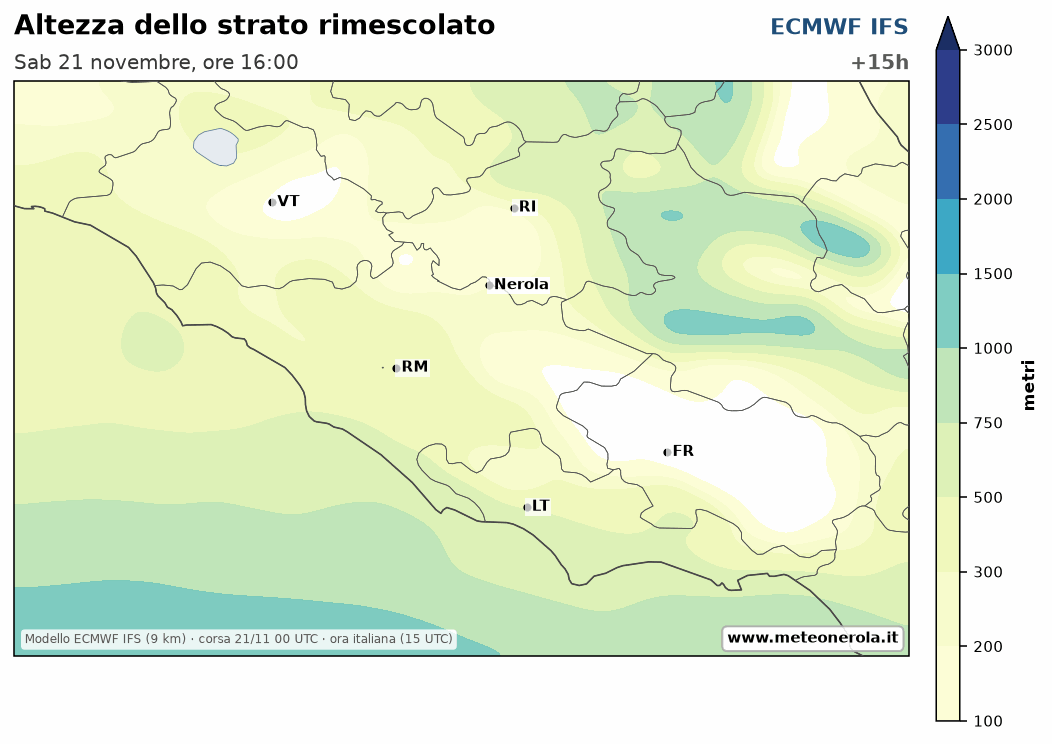 Altezza dello strato rimescolato
ECMWF IFS
Sab 21 novembre, ore 16:00
+15h
3000
2500
2000
1500
1000
750
500
300
200
100
metri
VT
RI
Nerola
RM
FR
LT
Modello ECMWF IFS (9 km) · corsa 21/11 00 UTC · ora italiana (15 UTC)
www.meteonerola.it